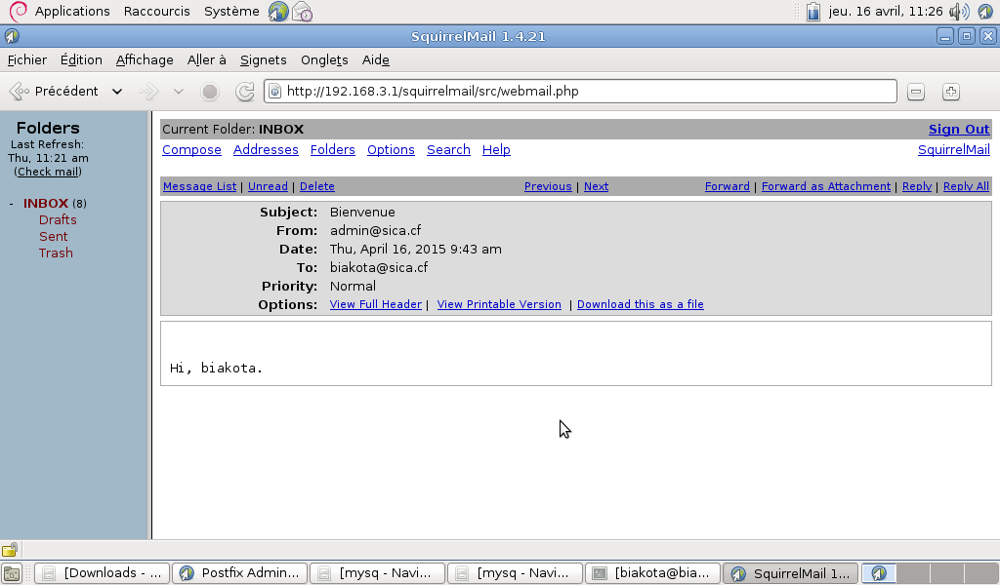 Applications Raccourcis Système jeu. 16 avril, 11:26
SquirrelMail 1.4.21
Fichier Édition Affichage Aller à Signets Onglets Aide
Précédent http://192.168.3.1/squirrelmail/src/webmail.php
Folders
Last Refresh:
Thu, 11:21 am
(Check mail)
- INBOX (8)
Drafts
Sent
Trash
Current Folder: INBOX Sign Out
Compose Addresses Folders Options Search Help SquirrelMail
Message List | Unread | Delete Previous | Next Forward | Forward as Attachment | Reply | Reply All
Subject: Bienvenue
From: admin@sica.cf
Date: Thu, April 16, 2015 9:43 am
To: biakota@sica.cf
Priority: Normal
Options: View Full Header | View Printable Version | Download this as a file
Hi, biakota.
[Downloads - ... Postfix Admin... [mysq - Navi... [mysq - Navi... [biakota@bia... SquirrelMail 1...